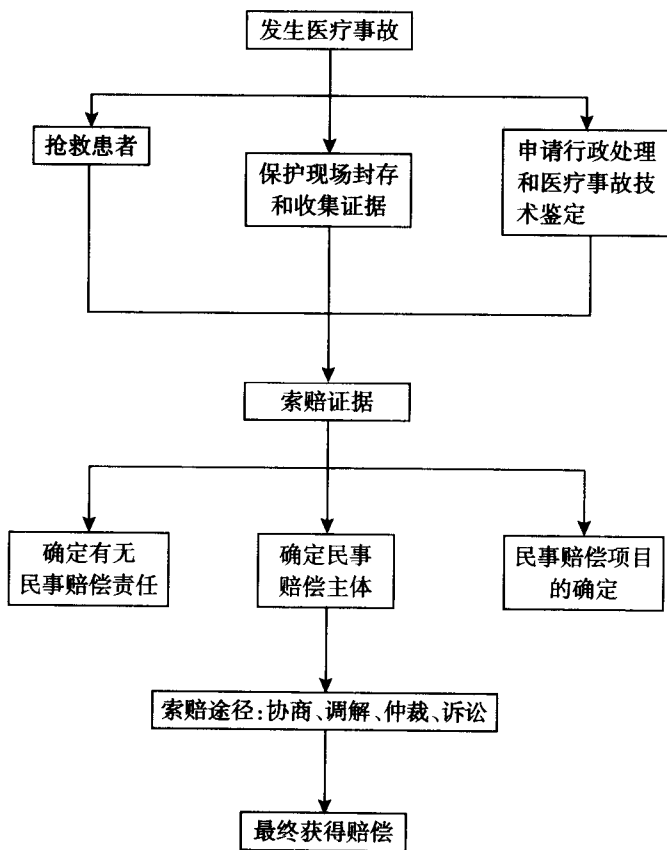 发生医疗事故
抢救患者
保护现场封存
和收集证据
申请行政处理
和医疗事故技
术鉴定
索赔证据
确定有无
民事赔偿责任
确定民事
赔偿主体
民事赔偿项目
的确定
索赔途径:协商、调解、仲裁、诉讼
最终获得赔偿